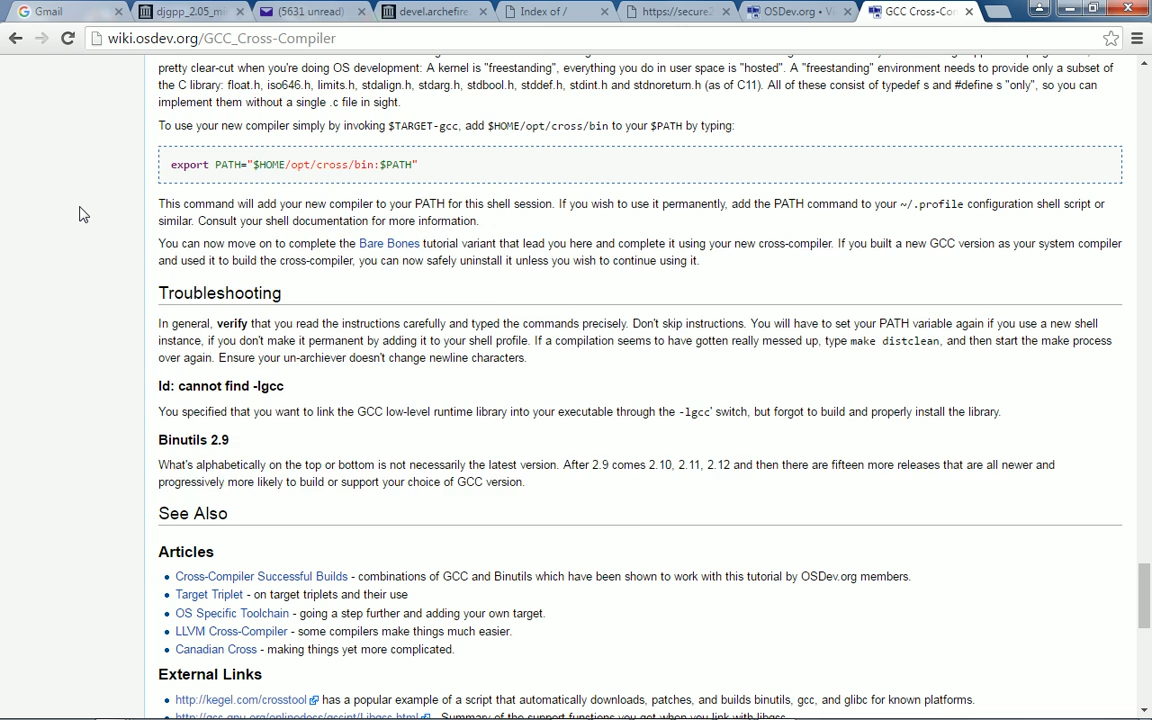 Gmail
djgpp_2.05_mi
(5631 unread)
devel.archefire.
Index of /
https://secure2
OSDev.org • Vi
GCC Cross-Co
wiki.osdev.org/GCC_Cross-Compiler
pretty clear-cut when you're doing OS development: A kernel is "freestanding", everything you do in user space is "hosted". A "freestanding" environment needs to provide only a subset of
the C library: float.h, iso646.h, limits.h, stdalign.h, stdarg.h, stdbool.h, stddef.h, stdint.h and stdnoreturn.h (as of C11). All of these consist of typedef s and #define s "only", so you can
implement them without a single .c file in sight.
To use your new compiler simply by invoking $TARGET-gcc, add $HOME/opt/cross/bin to your $PATH by typing:
export PATH="$HOME/opt/cross/bin:$PATH"
This command will add your new compiler to your PATH for this shell session. If you wish to use it permanently, add the PATH command to your ~/.profile configuration shell script or
similar. Consult your shell documentation for more information.
You can now move on to complete the Bare Bones tutorial variant that lead you here and complete it using your new cross-compiler. If you built a new GCC version as your system compiler
and used it to build the cross-compiler, you can now safely uninstall it unless you wish to continue using it.
Troubleshooting
In general, verify that you read the instructions carefully and typed the commands precisely. Don't skip instructions. You will have to set your PATH variable again if you use a new shell
instance, if you don't make it permanent by adding it to your shell profile. If a compilation seems to have gotten really messed up, type make distclean, and then start the make process
over again. Ensure your un-archiever doesn't change newline characters.
ld: cannot find -lgcc
You specified that you want to link the GCC low-level runtime library into your executable through the -lgcc' switch, but forgot to build and properly install the library.
Binutils 2.9
What's alphabetically on the top or bottom is not necessarily the latest version. After 2.9 comes 2.10, 2.11, 2.12 and then there are fifteen more releases that are all newer and
progressively more likely to build or support your choice of GCC version.
See Also
Articles
Cross-Compiler Successful Builds - combinations of GCC and Binutils which have been shown to work with this tutorial by OSDev.org members.
Target Triplet - on target triplets and their use
OS Specific Toolchain - going a step further and adding your own target.
LLVM Cross-Compiler - some compilers make things much easier.
Canadian Cross - making things yet more complicated.
External Links
http://kegel.com/crosstool has a popular example of a script that automatically downloads, patches, and builds binutils, gcc, and glibc for known platforms.
http://gcc.gnu.org/onlinedocs/gccint/Libgcc.html - Summary of the support functions you get when you link with libgcc.